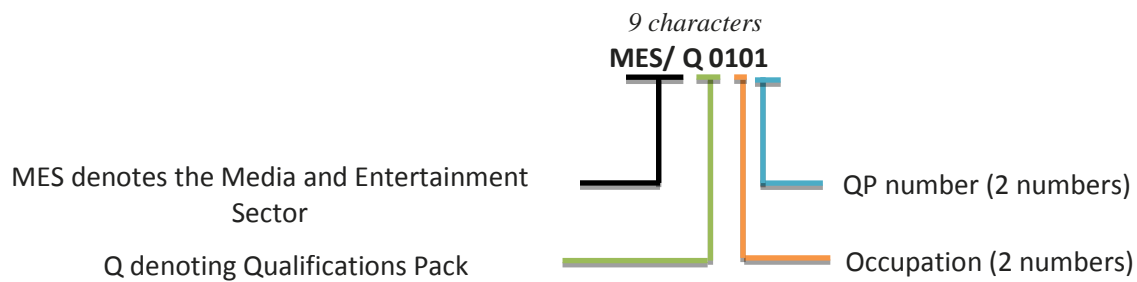 9 characters
MES/ Q 0101
MES denotes the Media and Entertainment
Sector
QP number (2 numbers)
Q denoting Qualifications Pack
Occupation (2 numbers)